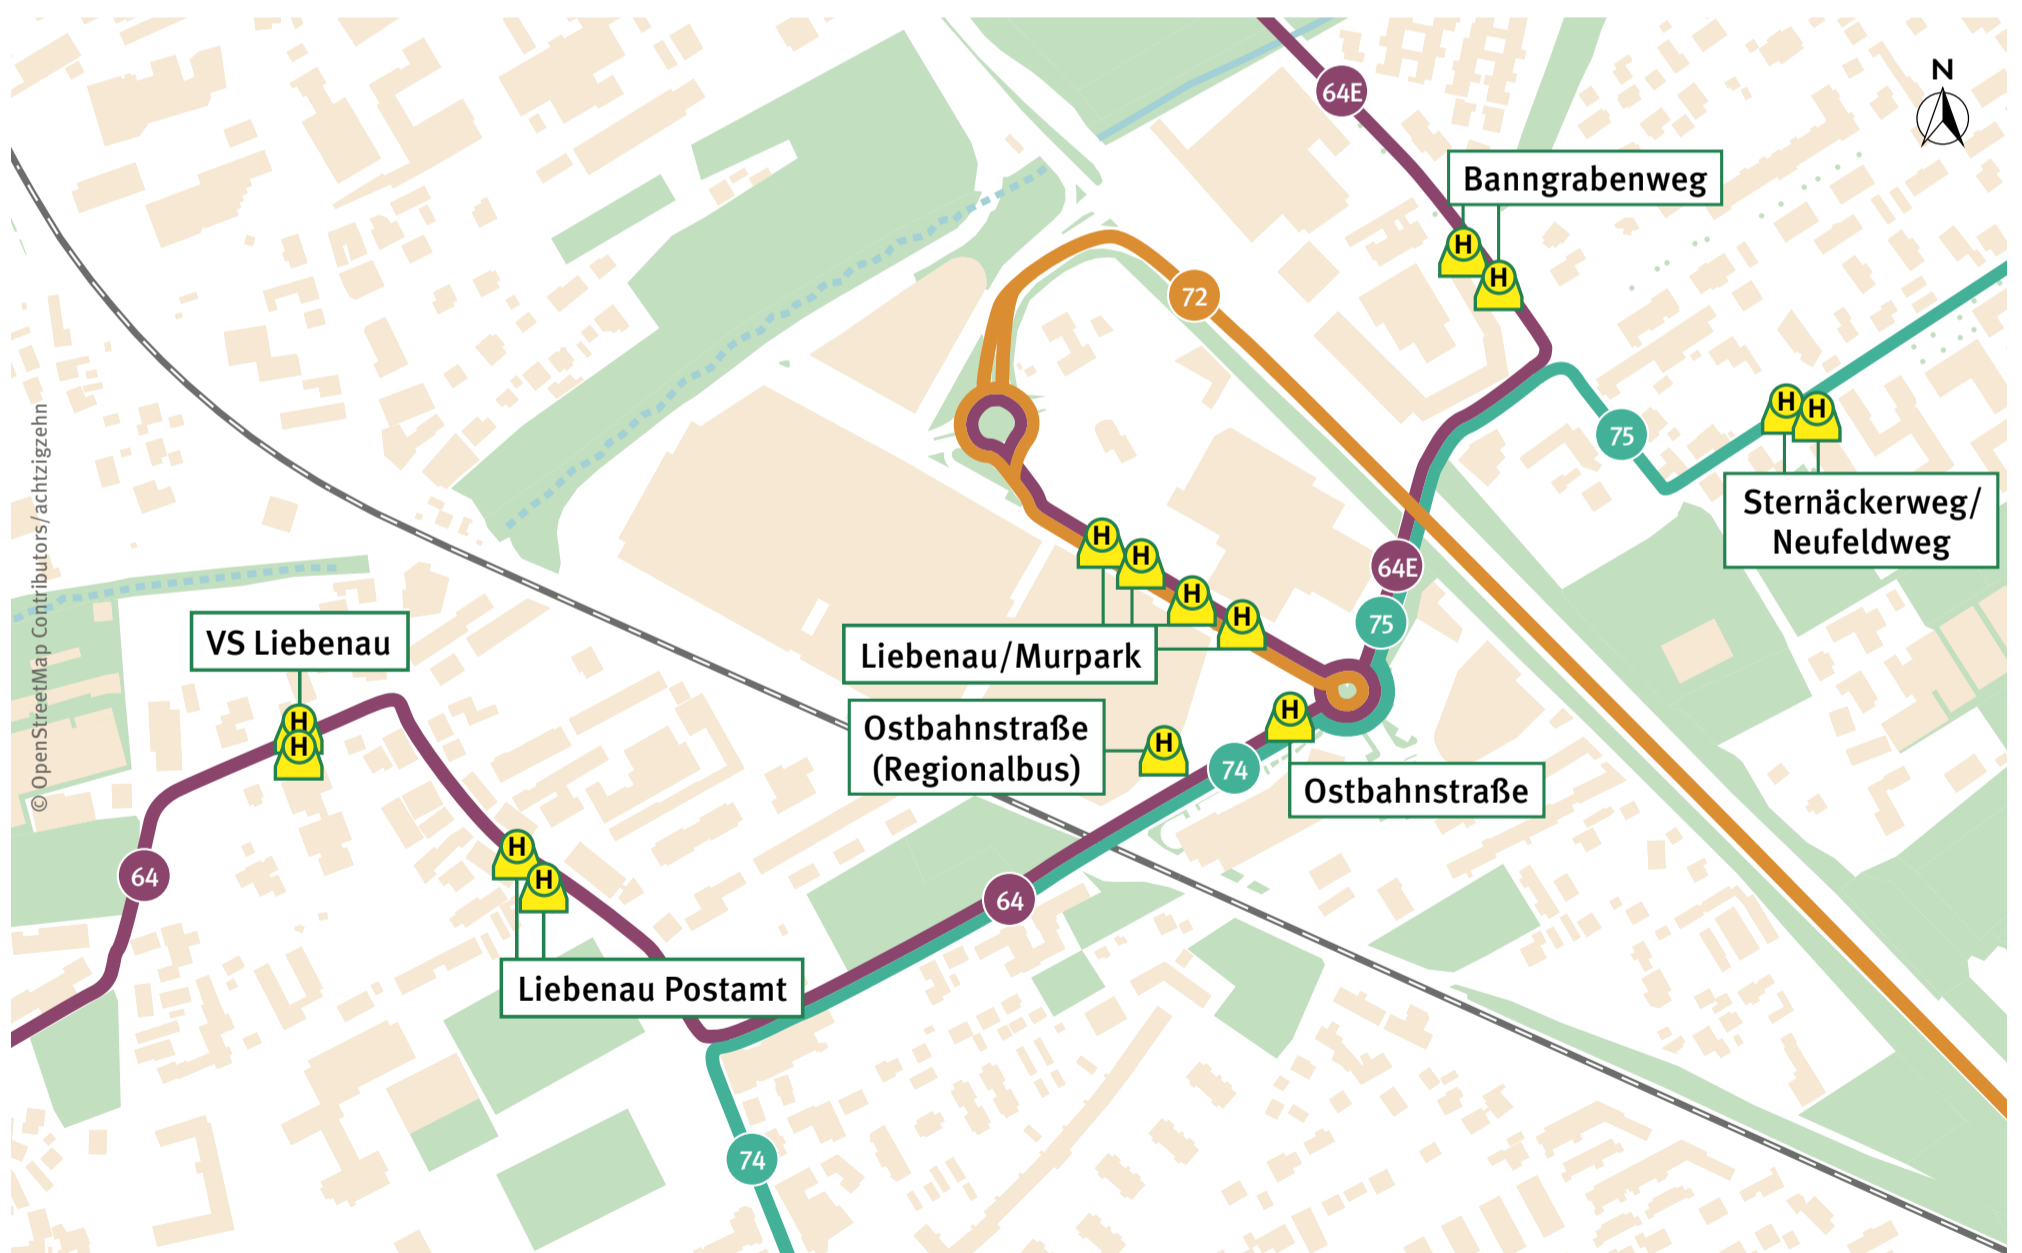 N
64E
Banngrabenweg
H
H
72
75
H
H
Sternäckerweg/
Neufeldweg
H
H
H
H
64E
75
Liebenau/Murpark
VS Liebenau
H
H
Ostbahnstraße
(Regionalbus)
H
H
74
Ostbahnstraße
64
H
H
64
Liebenau Postamt
74
© OpenStreetMap Contributors/achtzigzehn